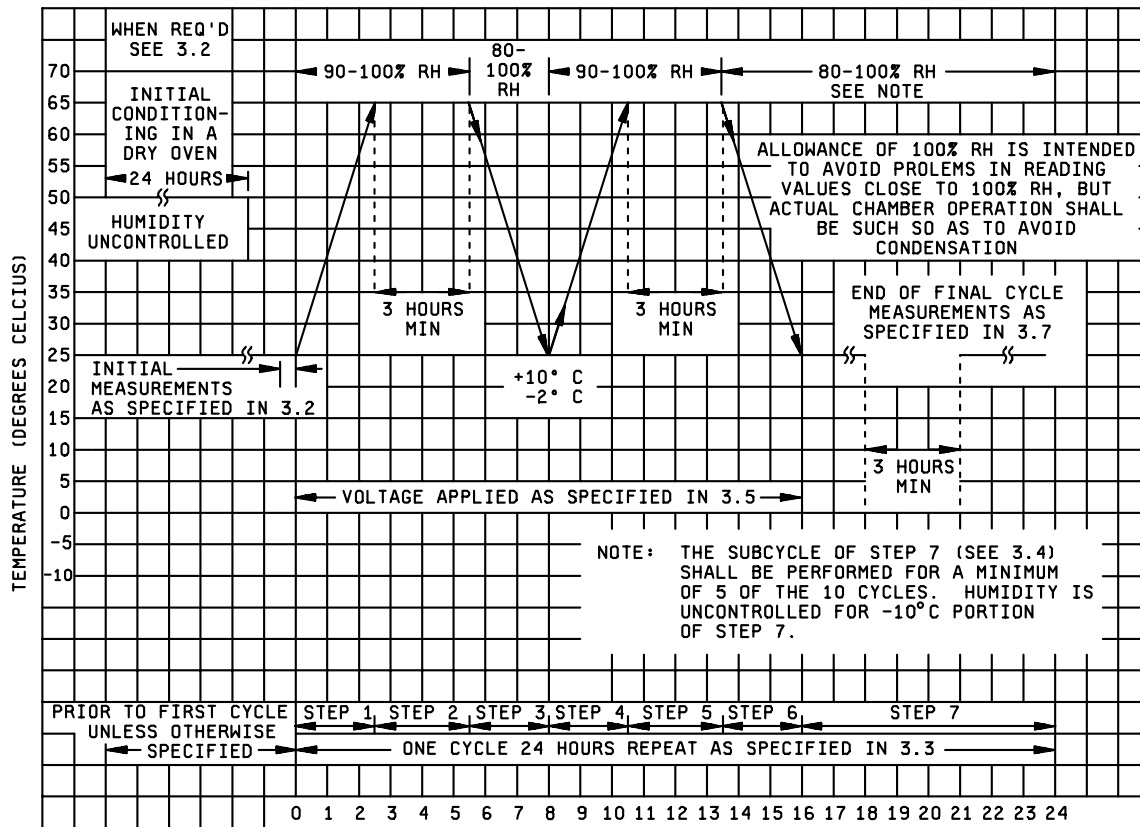 WHEN REQ'D
SEE 3.2
90-100% RH
80-
100%
RH
90-100% RH
80-100% RH
SEE NOTE
INITIAL
CONDITION-
ING IN A
DRY OVEN
24 HOURS
HUMIDITY
UNCONTROLLED
ALLOWANCE OF 100% RH IS INTENDED
TO AVOID PROLEMS IN READING
VALUES CLOSE TO 100% RH, BUT
ACTUAL CHAMBER OPERATION SHALL
BE SUCH SO AS TO AVOID
CONDENSATION
3 HOURS
MIN
3 HOURS
MIN
END OF FINAL CYCLE
MEASUREMENTS AS
SPECIFIED IN 3.7
INITIAL
MEASUREMENTS
AS SPECIFIED IN 3.2
+10° C
-2° C
3 HOURS
MIN
VOLTAGE APPLIED AS SPECIFIED IN 3.5
NOTE: THE SUBCYCLE OF STEP 7 (SEE 3.4)
SHALL BE PERFORMED FOR A MINIMUM
OF 5 OF THE 10 CYCLES. HUMIDITY IS
UNCONTROLLED FOR -10°C PORTION
OF STEP 7.
TEMPERATURE (DEGREES CELCIUS)
70
65
60
55
50
45
40
35
30
25
20
15
10
5
0
-5
-10
PRIOR TO FIRST CYCLE
UNLESS OTHERWISE
SPECIFIED
STEP 1 STEP 2 STEP 3 STEP 4 STEP 5 STEP 6 STEP 7
ONE CYCLE 24 HOURS REPEAT AS SPECIFIED IN 3.3
0 1 2 3 4 5 6 7 8 9 10 11 12 13 14 15 16 17 18 19 20 21 22 23 24